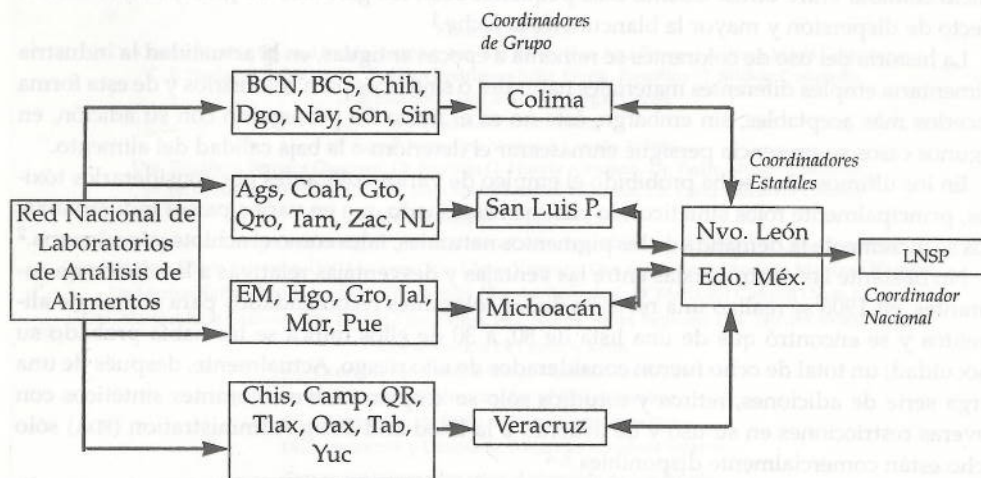 Coordinadores
de Grupo
BCN, BCS, Chih,
Dgo, Nay, Son, Sin
Colima
Coordinadores
Estatales
Ags, Coah, Gto,
Qro, Tam, Zac, NL
San Luis P.
Red Nacional de
Laboratorios
de Análisis de
Alimentos
Nvo. León
Edo. Méx.
LNSP
Coordinador
Nacional
EM, Hgo, Gro, Jal,
Mor, Pue
Michoacán
Chis, Camp, QR,
Tlax, Oax, Tab,
Yuc
Veracruz